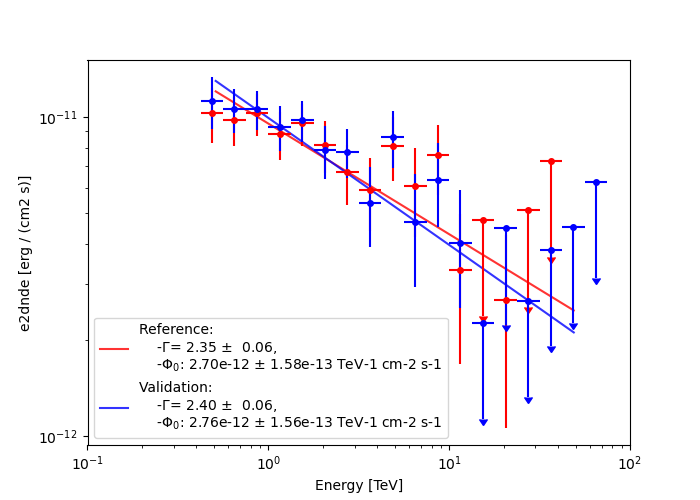 e2dnde [erg / (cm2 s)]
10⁻¹¹
10⁻¹²
Reference:
-Γ= 2.35 ± 0.06,
-Φ₀: 2.70e-12 ± 1.58e-13 TeV-1 cm-2 s-1
Validation:
-Γ= 2.40 ± 0.06,
-Φ₀: 2.76e-12 ± 1.56e-13 TeV-1 cm-2 s-1
10⁻¹ 10⁰ 10¹ 10²
Energy [TeV]